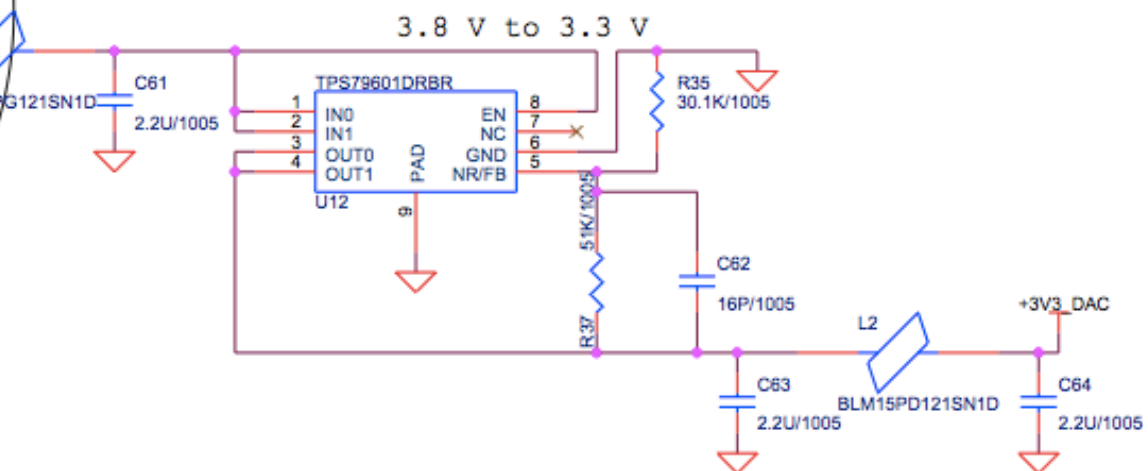 3.8 V to 3.3 V
C61
2.2U/1005
G121SN1D
TPS79601DRBR
1
2
3
4
IN0
IN1
OUT0
OUT1
PAD
EN
NC
GND
NR/FB
8
7
6
5
9
U12
R35
30.1K/1005
51K/1005
R37
C62
16P/1005
C63
2.2U/1005
L2
BLM15PD121SN1D
+3V3_DAC
C64
2.2U/1005